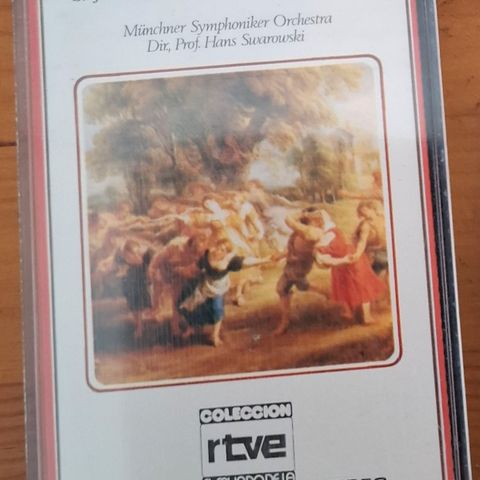 Münchner Symphoniker Orchestra
Dir, Prof. Hans Swarowski
COLECCION
rtve